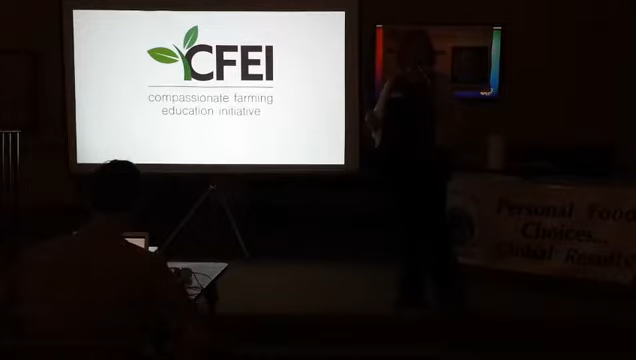 CFEI
compassionate farming
education initiative
Personal Food
Choices...
Global Results